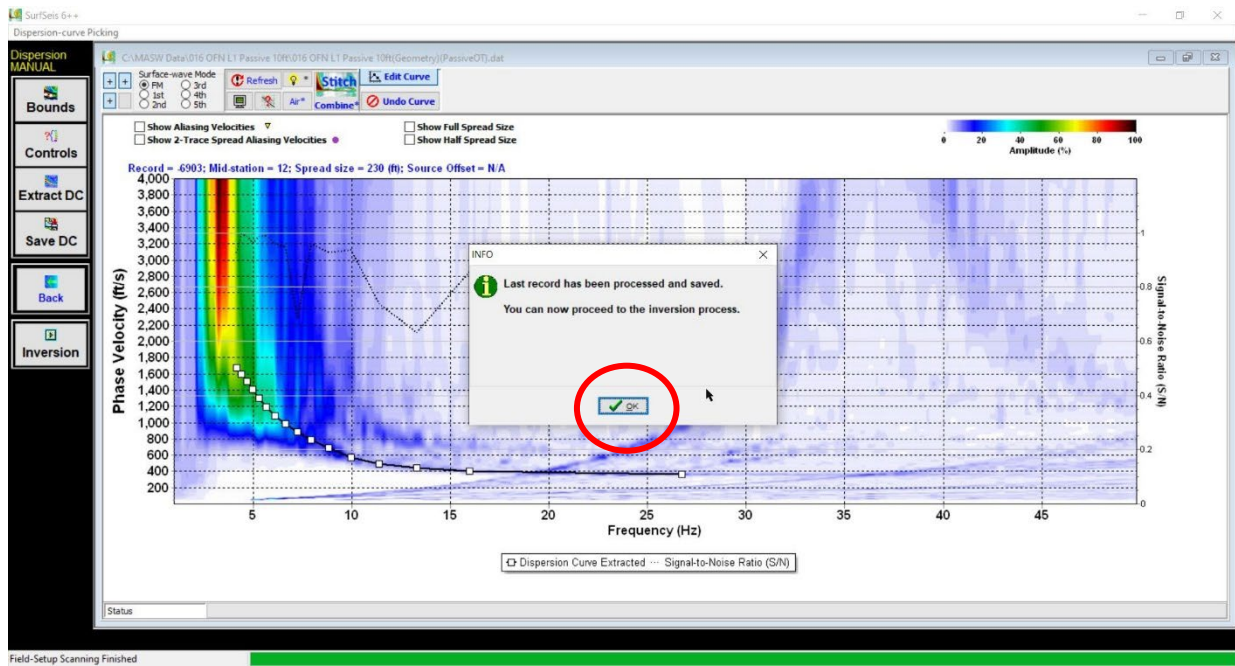 SurfSeis 6++
Dispersion-curve Picking
Dispersion
MANUAL
Bounds
Controls
Extract DC
Save DC
Back
Inversion
C:\MASW Data\016 OFN L1 Passive 10ft\016 OFN L1 Passive 10ft(Geometry)(PassiveOT).dat
Surface-wave Mode
FM 3rd
1st 4th
2nd 5th
Refresh
*
Air*
Stitch
Combine*
Edit Curve
Undo Curve
Show Aliasing Velocities
Show 2-Trace Spread Aliasing Velocities
Show Full Spread Size
Show Half Spread Size
0 20 40 60 80 100
Amplitude (%)
Record = -6903; Mid-station = 12; Spread size = 230 (ft); Source Offset = N/A
4,000
3,800
3,600
3,400
3,200
3,000
2,800
2,600
2,400
2,200
2,000
1,800
1,600
1,400
1,200
1,000
800
600
400
200
Phase Velocity (ft/s)
INFO
Last record has been processed and saved.
You can now proceed to the inversion process.
OK
1
0.8
0.6
0.4
0.2
0
Signal-to-Noise Ratio (S/N)
5 10 15 20 25 30 35 40 45
Frequency (Hz)
Dispersion Curve Extracted Signal-to-Noise Ratio (S/N)
Status
Field-Setup Scanning Finished